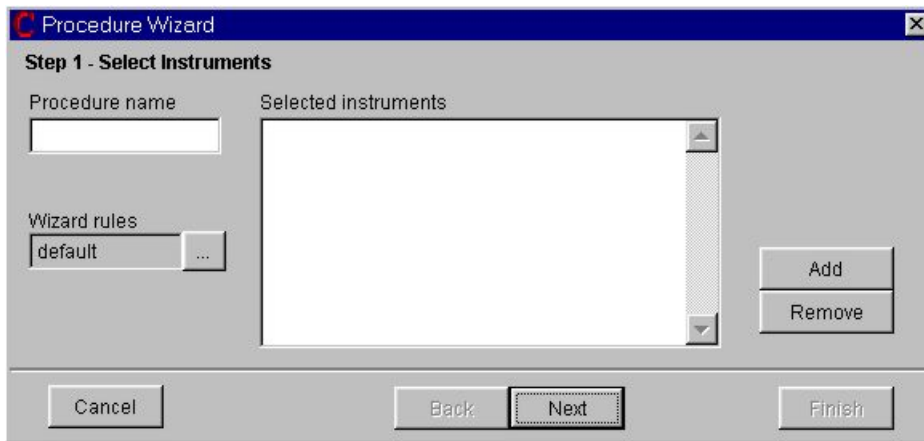 Procedure Wizard
Step 1 - Select Instruments
Procedure name
Selected instruments
Wizard rules
default
...
Add
Remove
Cancel
Back
Next
Finish